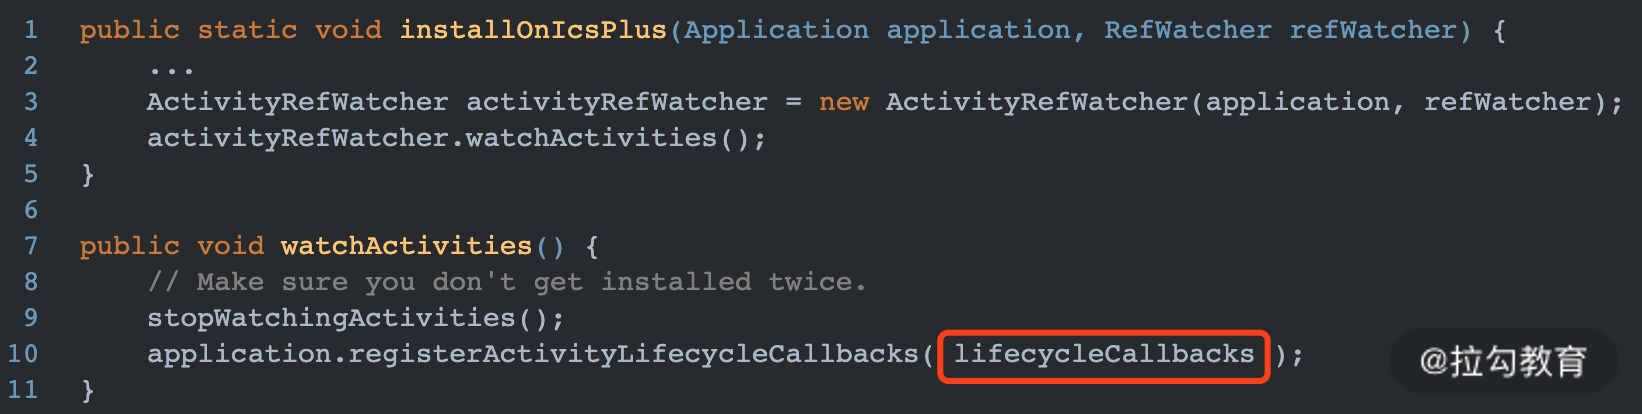 1 public static void installOnIcsPlus(Application application, RefWatcher refWatcher) {
2     ...
3     ActivityRefWatcher activityRefWatcher = new ActivityRefWatcher(application, refWatcher);
4     activityRefWatcher.watchActivities();
5 }
6
7 public void watchActivities() {
8     // Make sure you don't get installed twice.
9     stopWatchingActivities();
10     application.registerActivityLifecycleCallbacks( lifecycleCallbacks );
11 }
@拉勾教育